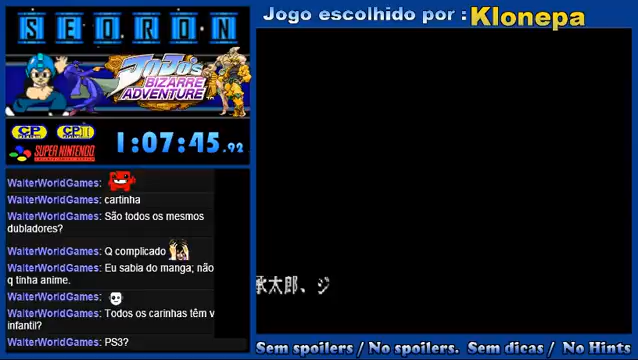 SEORON
Jogo escolhido por : Klonepa
JoJo's
BIZARRE
ADVENTURE
CP
CP II
SUPER NINTENDO
1:07:45.92
WalterWorldGames:
WalterWorldGames: cartinha
WalterWorldGames: São todos os mesmos
dubladores?
WalterWorldGames: Q complicado
WalterWorldGames: Eu sabia do manga; não
q tinha anime.
WalterWorldGames:
WalterWorldGames: Todos os carinhas têm v
infantil?
WalterWorldGames: PS3?
承太郎、ジ
Sem spoilers / No spoilers. Sem dicas / No Hints